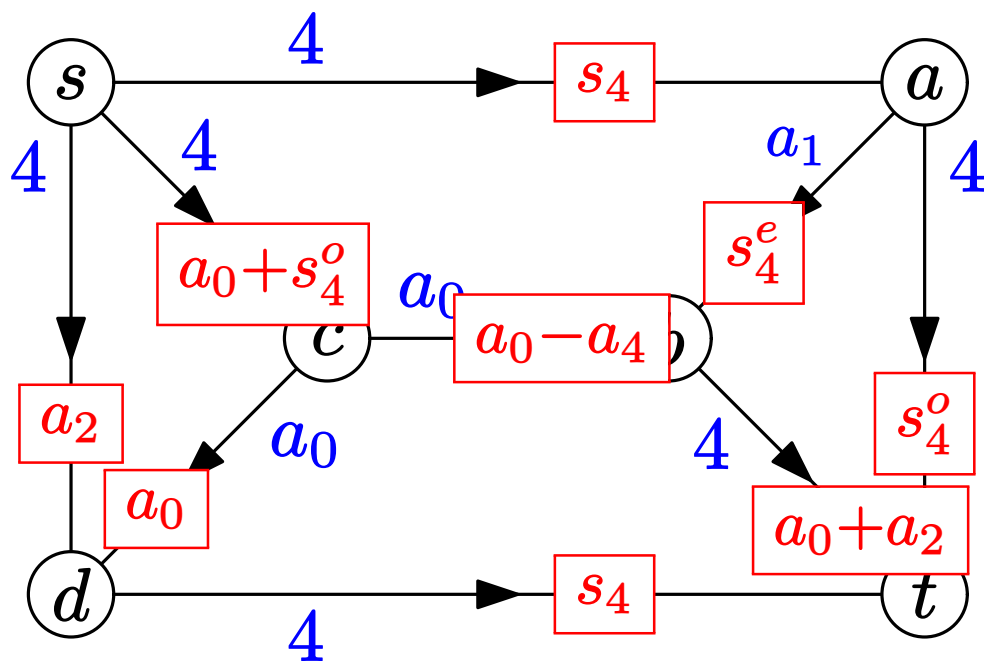 4
s s₄ a
4 4 a₁ 4
a₀+s₄ᵒ s₄ᵉ
a₀
c a₀−a₄
a₂ a₀ 4 s₄ᵒ
a₀ a₀+a₂
d s₄ t
4